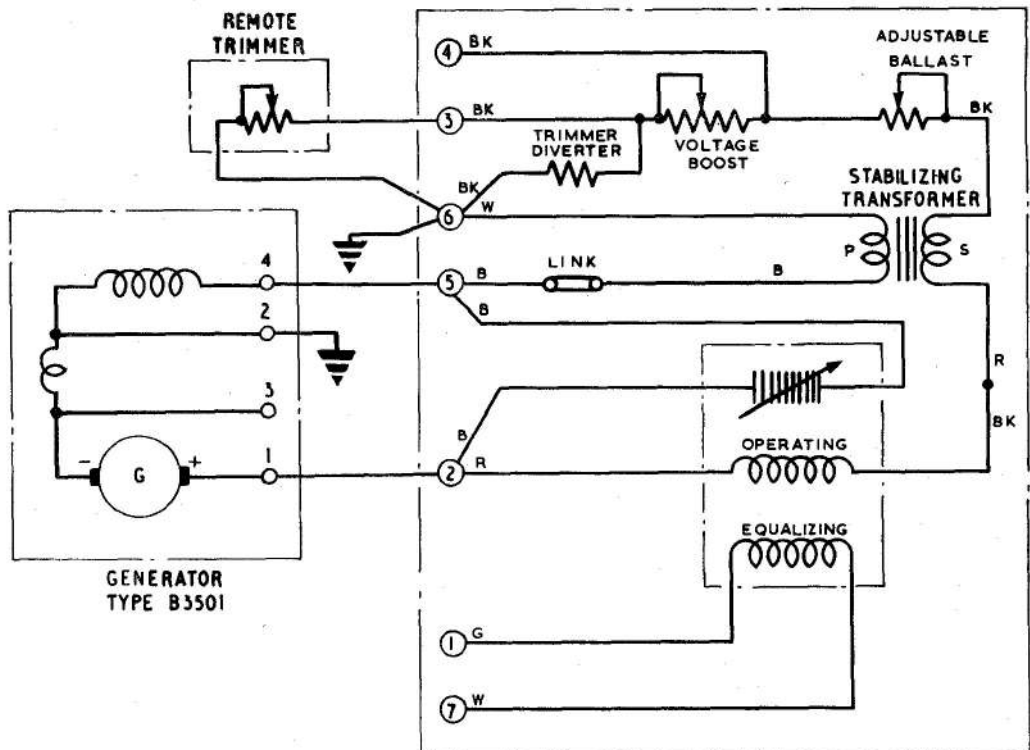 REMOTE
TRIMMER
4
BK
ADJUSTABLE
BALLAST
3
BK
BK
TRIMMER
DIVERTER
VOLTAGE
BOOST
BK
6
W
STABILIZING
TRANSFORMER
P
S
4
5
B
LINK
B
B
2
R
3
BK
B
- G +
1
2
R
OPERATING
EQUALIZING
GENERATOR
TYPE B3501
1
G
7
W